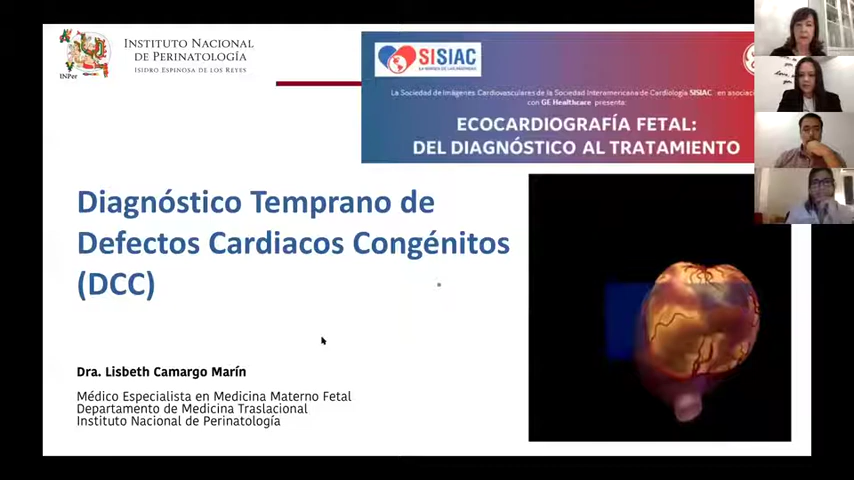 INPer
INSTITUTO NACIONAL
DE PERINATOLOGÍA
ISIDRO ESPINOSA DE LOS REYES
SISIAC
La Sociedad de Imágenes Cardiovasculares de la Sociedad Interamericana de Cardiología SISIAC en asociac
con GE Healthcare presenta:
ECOCARDIOGRAFÍA FETAL:
DEL DIAGNÓSTICO AL TRATAMIENTO
Diagnóstico Temprano de
Defectos Cardiacos Congénitos
(DCC)
Dra. Lisbeth Camargo Marín
Médico Especialista en Medicina Materno Fetal
Departamento de Medicina Traslacional
Instituto Nacional de Perinatología